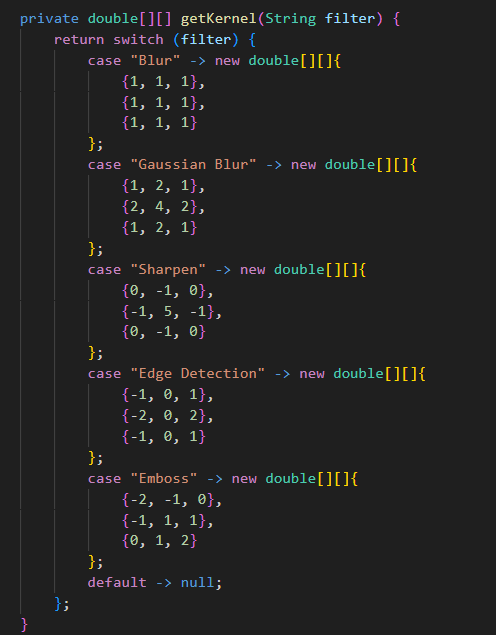 private double[][] getKernel(String filter) {
    return switch (filter) {
        case "Blur" -> new double[][]{
            {1, 1, 1},
            {1, 1, 1},
            {1, 1, 1}
        };
        case "Gaussian Blur" -> new double[][]{
            {1, 2, 1},
            {2, 4, 2},
            {1, 2, 1}
        };
        case "Sharpen" -> new double[][]{
            {0, -1, 0},
            {-1, 5, -1},
            {0, -1, 0}
        };
        case "Edge Detection" -> new double[][]{
            {-1, 0, 1},
            {-2, 0, 2},
            {-1, 0, 1}
        };
        case "Emboss" -> new double[][]{
            {-2, -1, 0},
            {-1, 1, 1},
            {0, 1, 2}
        };
        default -> null;
    };
}